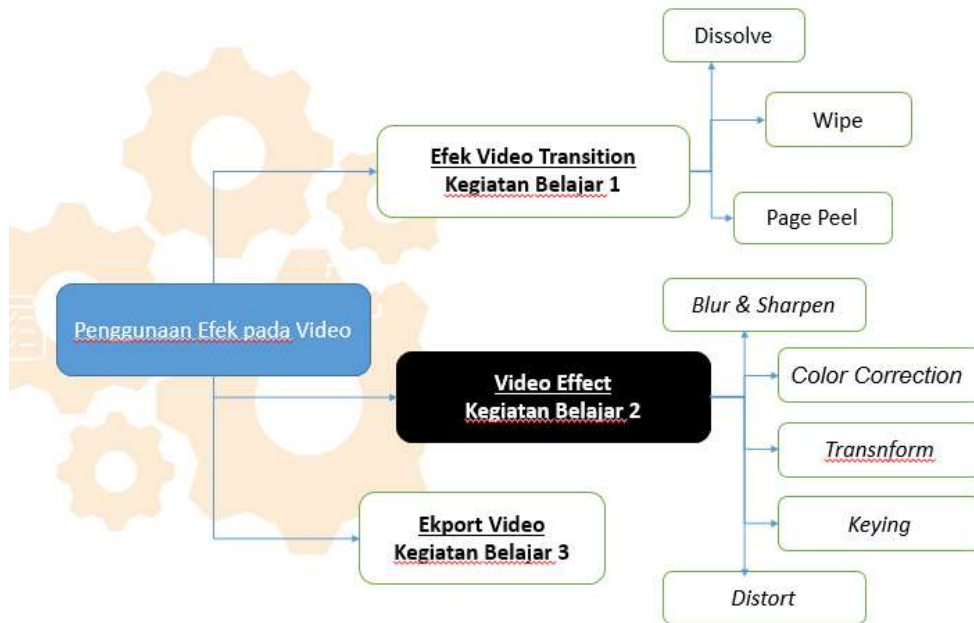 Dissolve
Wipe
Efek Video Transition
Kegiatan Belajar 1
Page Peel
Penggunaan Efek pada Video
Blur & Sharpen
Color Correction
Video Effect
Kegiatan Belajar 2
Transnform
Keying
Ekport Video
Kegiatan Belajar 3
Distort